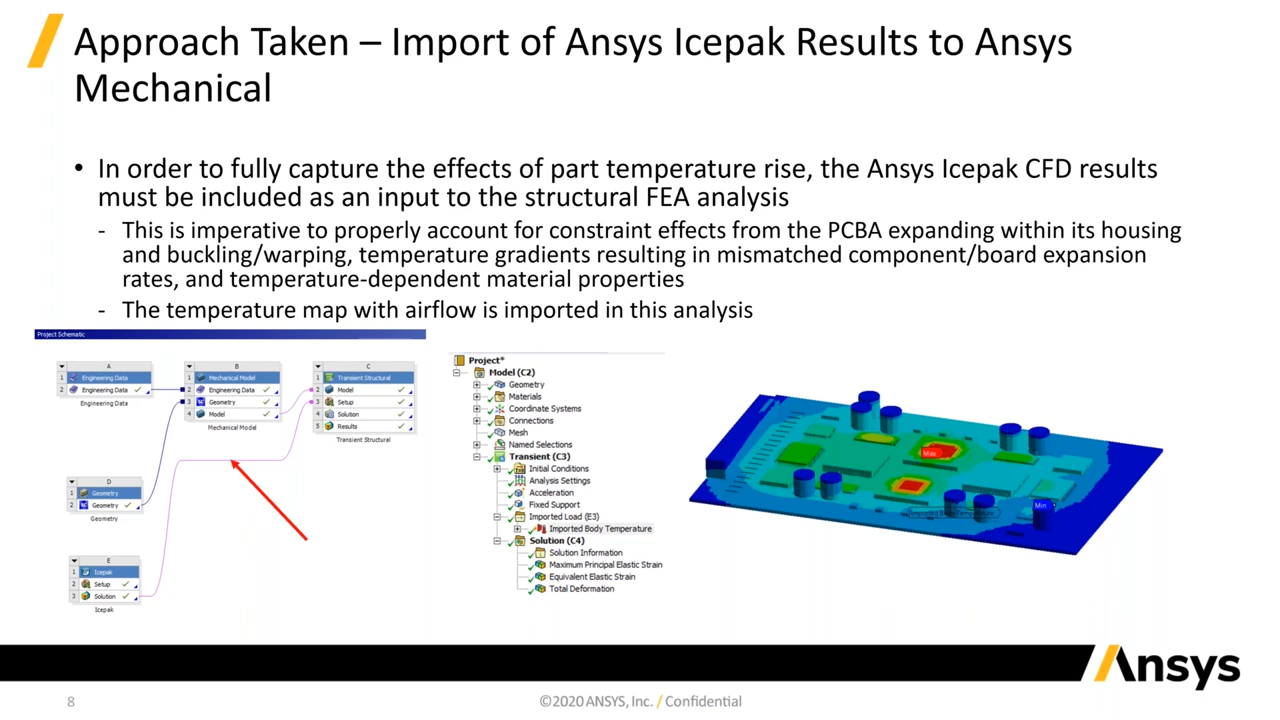 Approach Taken – Import of Ansys Icepak Results to Ansys
Mechanical
• In order to fully capture the effects of part temperature rise, the Ansys Icepak CFD results
must be included as an input to the structural FEA analysis
- This is imperative to properly account for constraint effects from the PCBA expanding within its housing
and buckling/warping, temperature gradients resulting in mismatched component/board expansion
rates, and temperature-dependent material properties
- The temperature map with airflow is imported in this analysis
Project Schematic
A
1 Engineering Data
2 Engineering Data
Engineering Data
B
1 Mechanical Model
2 Engineering Data
3 Geometry
4 Model
Mechanical Model
C
1 Transient Structural
2 Model
3 Setup
4 Solution
5 Results
Transient Structural
D
1 Geometry
2 Geometry
Geometry
E
1 Icepak
2 Setup
3 Solution
Icepak
Project*
Model (C2)
Geometry
Materials
Coordinate Systems
Connections
Mesh
Named Selections
Transient (C3)
Initial Conditions
Analysis Settings
Acceleration
Fixed Support
Imported Load (E3)
Imported Body Temperature
Solution (C4)
Solution Information
Maximum Principal Elastic Strain
Equivalent Elastic Strain
Total Deformation
Max
Min
Imported Body Temperature
Ansys
8
©2020 ANSYS, Inc. / Confidential